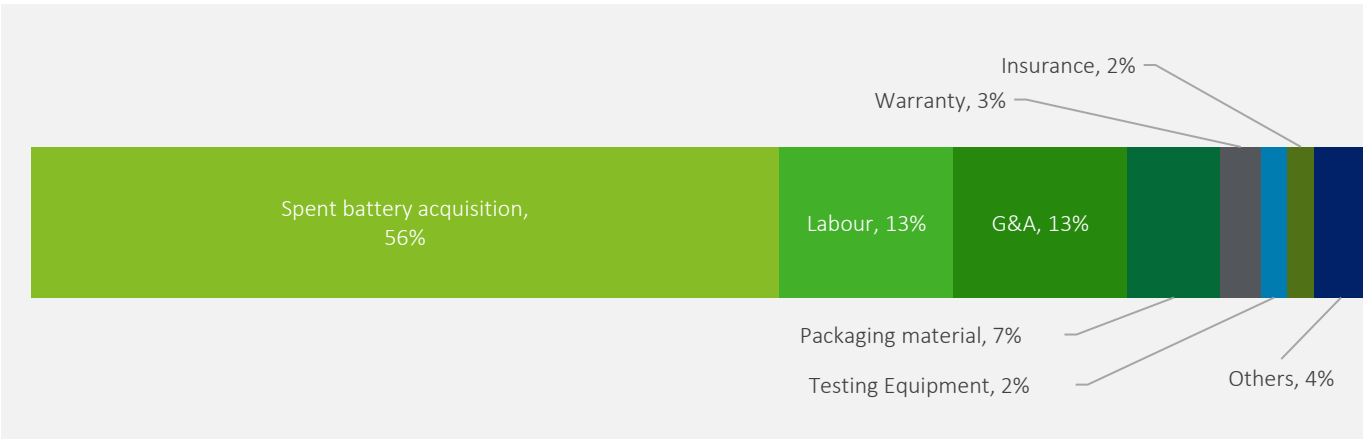 Insurance, 2%
Warranty, 3%
Spent battery acquisition,
56%
Labour, 13%
G&A, 13%
Packaging material, 7%
Testing Equipment, 2%
Others, 4%